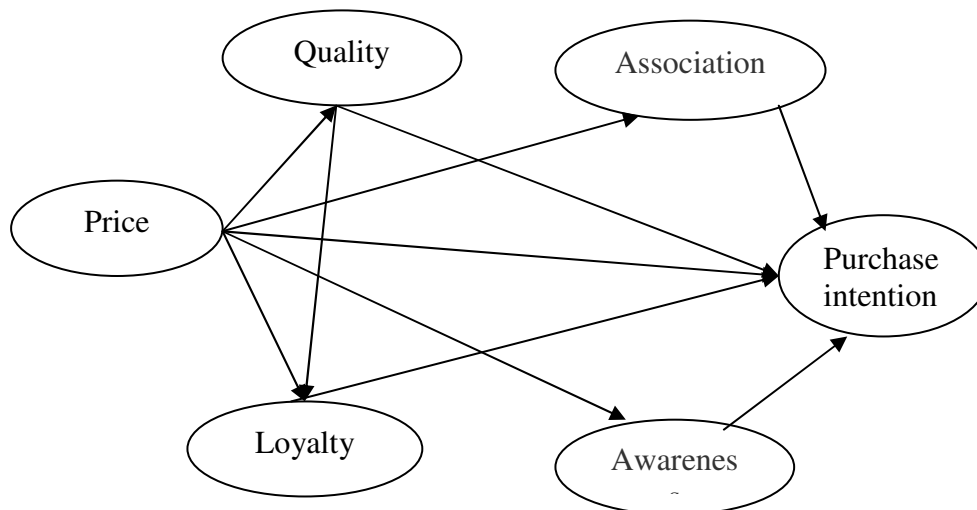 Quality
Association
Price
Purchase
intention
Loyalty
Awarenes